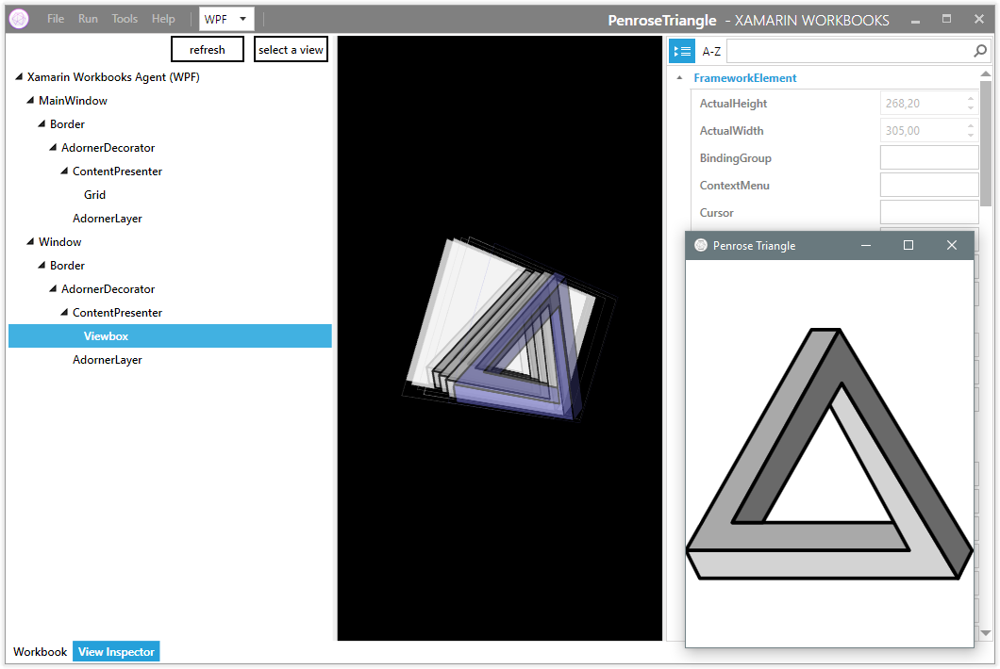 File Run Tools Help WPF PenroseTriangle - XAMARIN WORKBOOKS
refresh select a view
Xamarin Workbooks Agent (WPF)
MainWindow
Border
AdornerDecorator
ContentPresenter
Grid
AdornerLayer
Window
Border
AdornerDecorator
ContentPresenter
Viewbox
AdornerLayer
A-Z
FrameworkElement
ActualHeight 268,20
ActualWidth 305,00
BindingGroup
ContextMenu
Cursor
Penrose Triangle
Workbook View Inspector